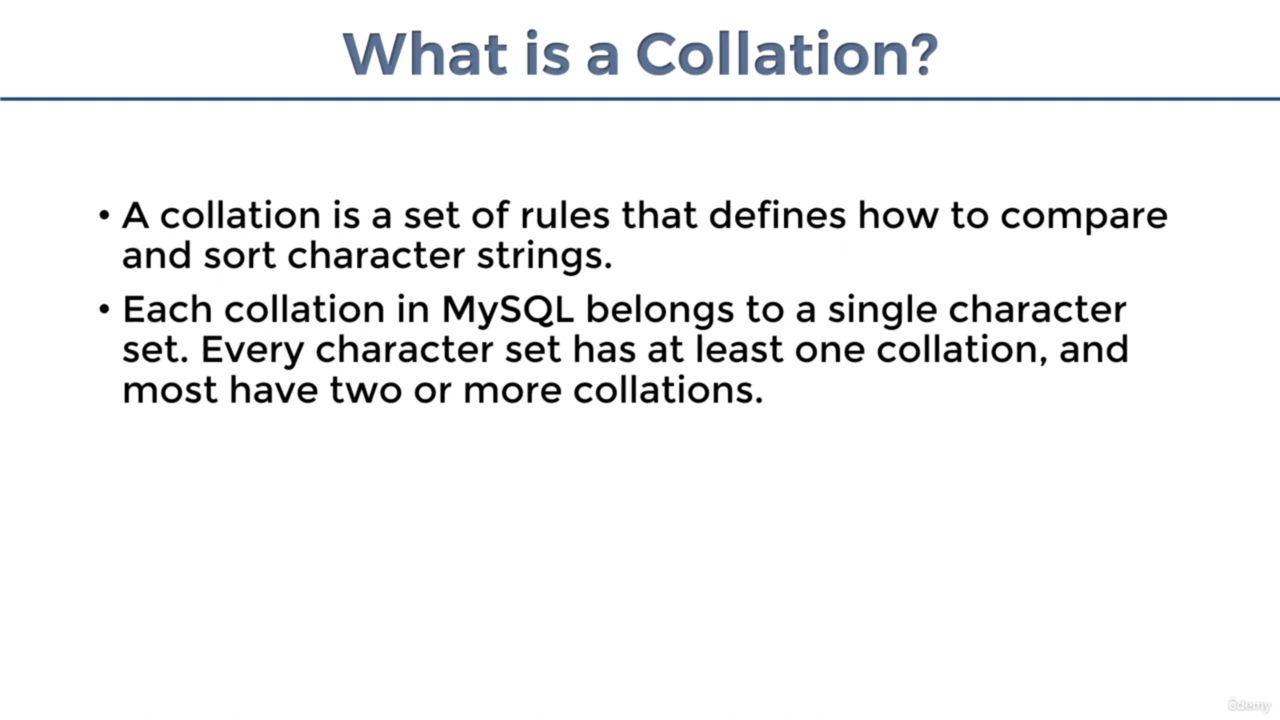 What is a Collation?
• A collation is a set of rules that defines how to compare
and sort character strings.
• Each collation in MySQL belongs to a single character
set. Every character set has at least one collation, and
most have two or more collations.
ûdemy